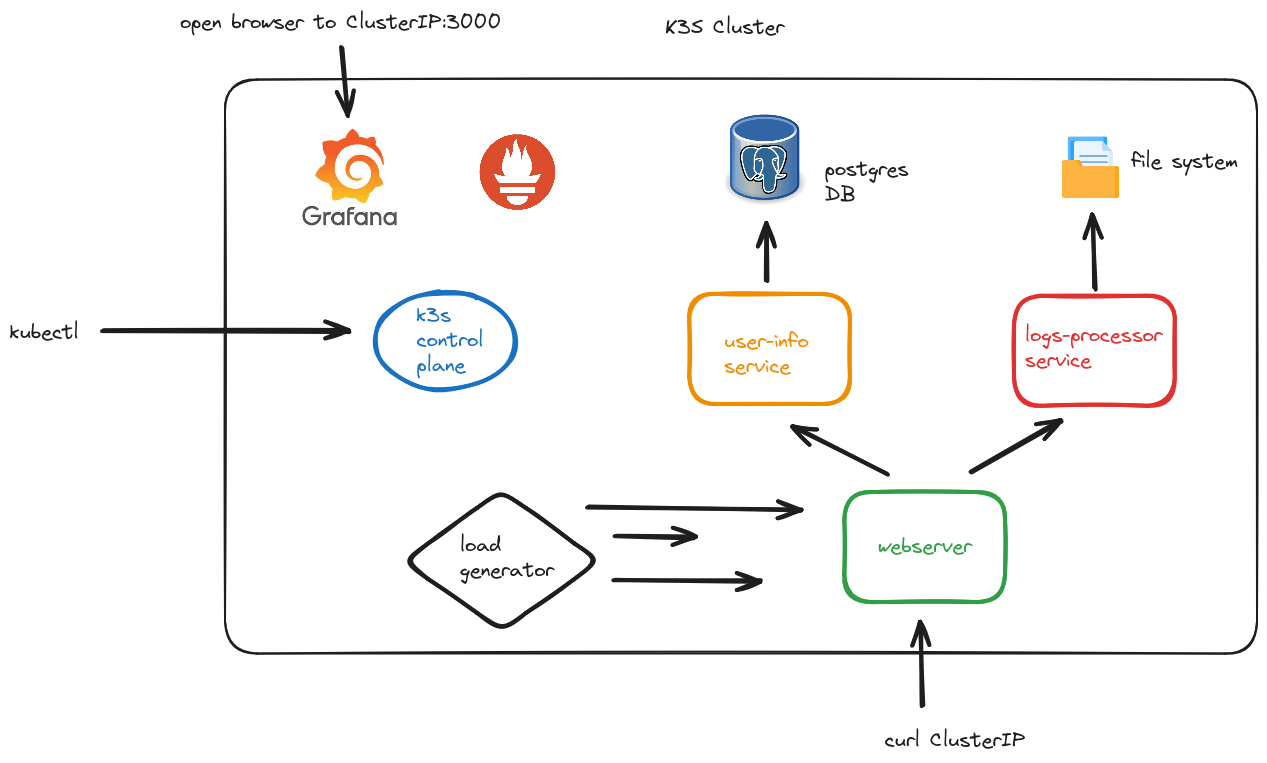 open browser to ClusterIP:3000
K3S Cluster
Grafana
postgres
DB
file system
kubectl
k3s
control
plane
user-info
service
logs-processor
service
load
generator
webserver
curl ClusterIP